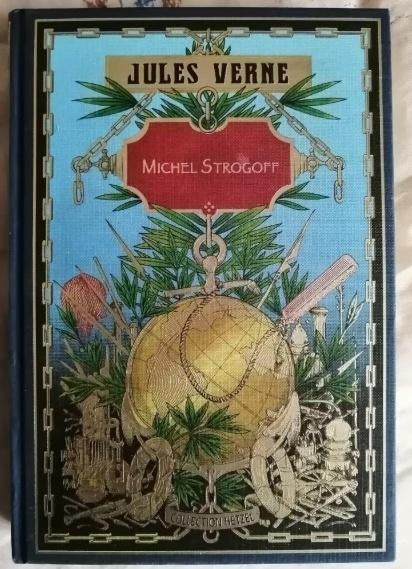 JULES VERNE
MICHEL STROGOFF
COLLECTION HETZEL